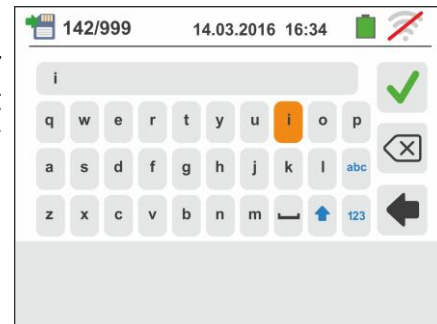 142/999 14.03.2016 16:34
i
q w e r t y u i o p
a s d f g h j k l abc
z x c v b n m 123